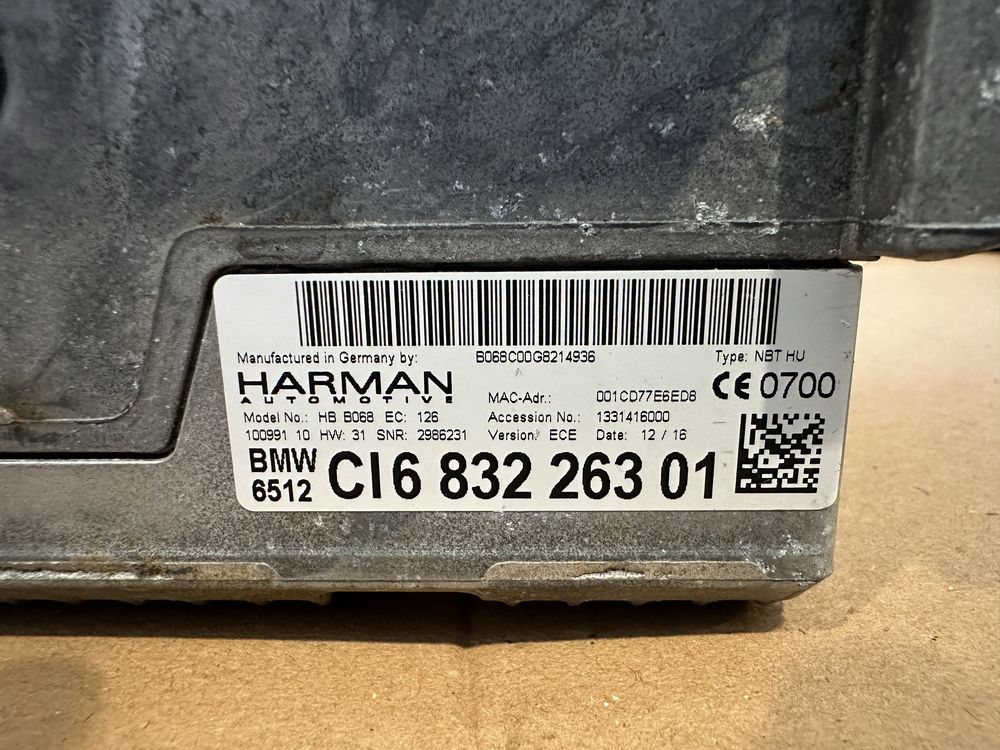 Manufactured in Germany by: B068C00G8214936 Type: NBT HU
HARMAN CE 0700
AUTOMOTIVE MAC-Adr.: 001CD77E6ED8
Model No.: HB B068 EC: 126 Accession No.: 1331416000
100991 10 HW: 31 SNR: 2986231 Version: ECE Date: 12 / 16
BMW
6512 CI 6 832 263 01